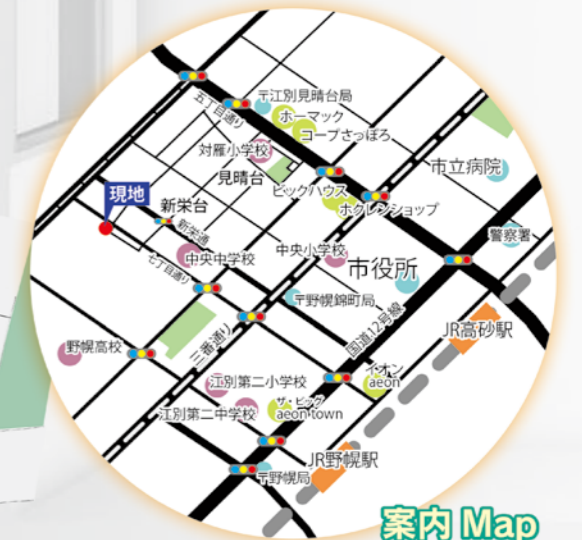 五丁目通り
〒江別見晴台局
ホーマック
コープさっぽろ
対雁小学校
見晴台
市立病院
ビックハウス
ホクレンショップ
現地
新栄台
新栄通
警察署
中央中学校
中央小学校
市役所
七丁目通り
〒野幌錦町局
国道12号線
JR高砂駅
三番通り
野幌高校
イオン
aeon
江別第二小学校
ザ・ビッグ
aeon town
江別第二中学校
JR野幌駅
〒野幌局
案内 Map